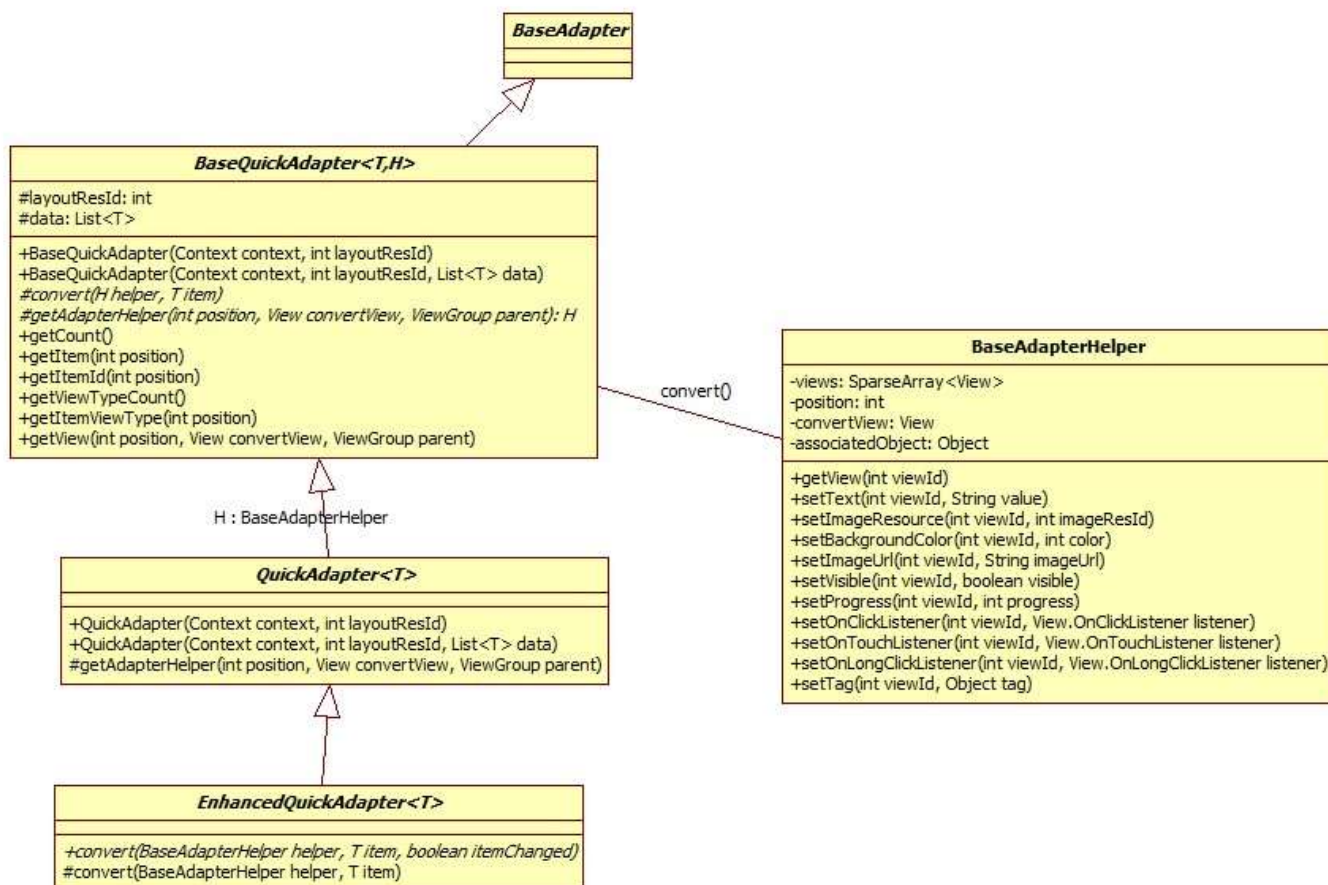 BaseAdapter
BaseQuickAdapter<T,H>
#layoutResId: int
#data: List<T>
+BaseQuickAdapter(Context context, int layoutResId)
+BaseQuickAdapter(Context context, int layoutResId, List<T> data)
#convert(H helper, T item)
#getAdapterHelper(int position, View convertView, ViewGroup parent): H
+getCount()
+getItem(int position)
+getItemId(int position)
+getViewTypeCount()
+getItemViewType(int position)
+getView(int position, View convertView, ViewGroup parent)
convert()
BaseAdapterHelper
-views: SparseArray<View>
-position: int
-convertView: View
-associatedObject: Object
+getView(int viewId)
+setText(int viewId, String value)
+setImageResource(int viewId, int imageResId)
+setBackgroundColor(int viewId, int color)
+setImageUrl(int viewId, String imageUrl)
+setVisible(int viewId, boolean visible)
+setProgress(int viewId, int progress)
+setOnClickListener(int viewId, View.OnClickListener listener)
+setOnTouchListener(int viewId, View.OnTouchListener listener)
+setOnLongClickListener(int viewId, View.OnLongClickListener listener)
+setTag(int viewId, Object tag)
H : BaseAdapterHelper
QuickAdapter<T>
+QuickAdapter(Context context, int layoutResId)
+QuickAdapter(Context context, int layoutResId, List<T> data)
#getAdapterHelper(int position, View convertView, ViewGroup parent)
EnhancedQuickAdapter<T>
+convert(BaseAdapterHelper helper, T item, boolean itemChanged)
#convert(BaseAdapterHelper helper, T item)